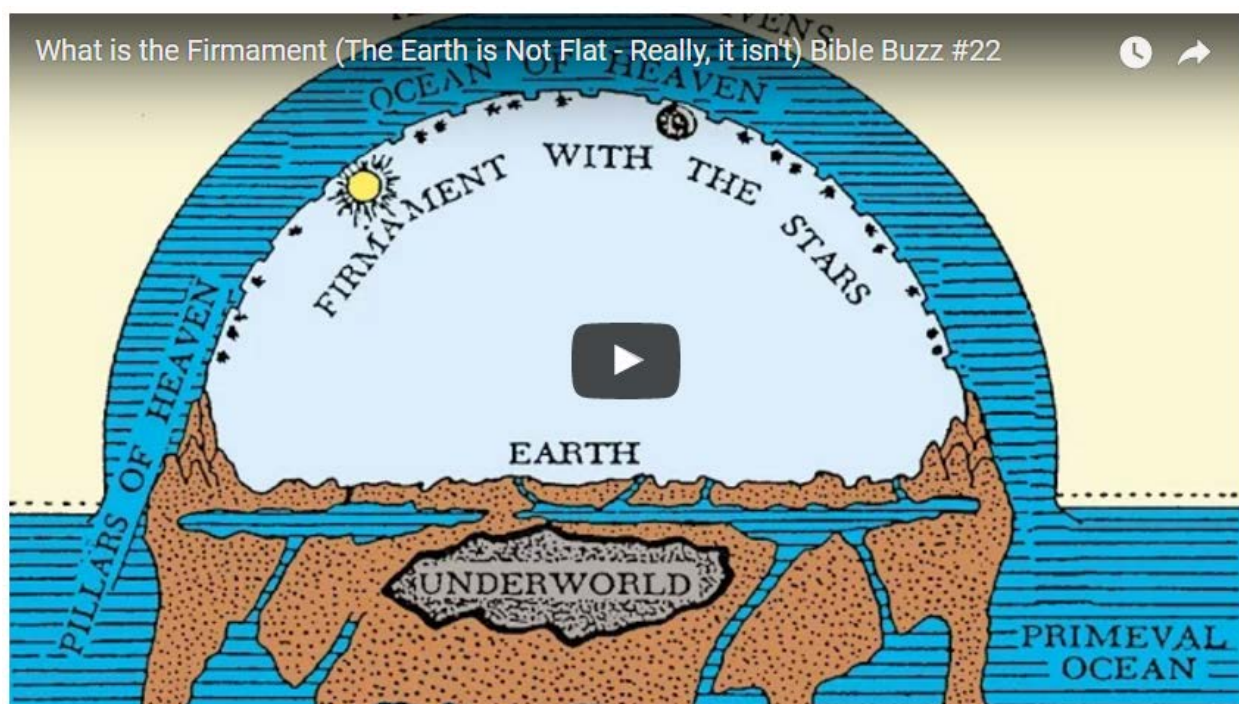 What is the Firmament (The Earth is Not Flat - Really, it isn't) Bible Buzz #22
OCEAN OF HEAVEN
FIRMAMENT WITH THE STARS
PILLARS OF HEAVEN
EARTH
UNDERWORLD
PRIMEVAL
OCEAN